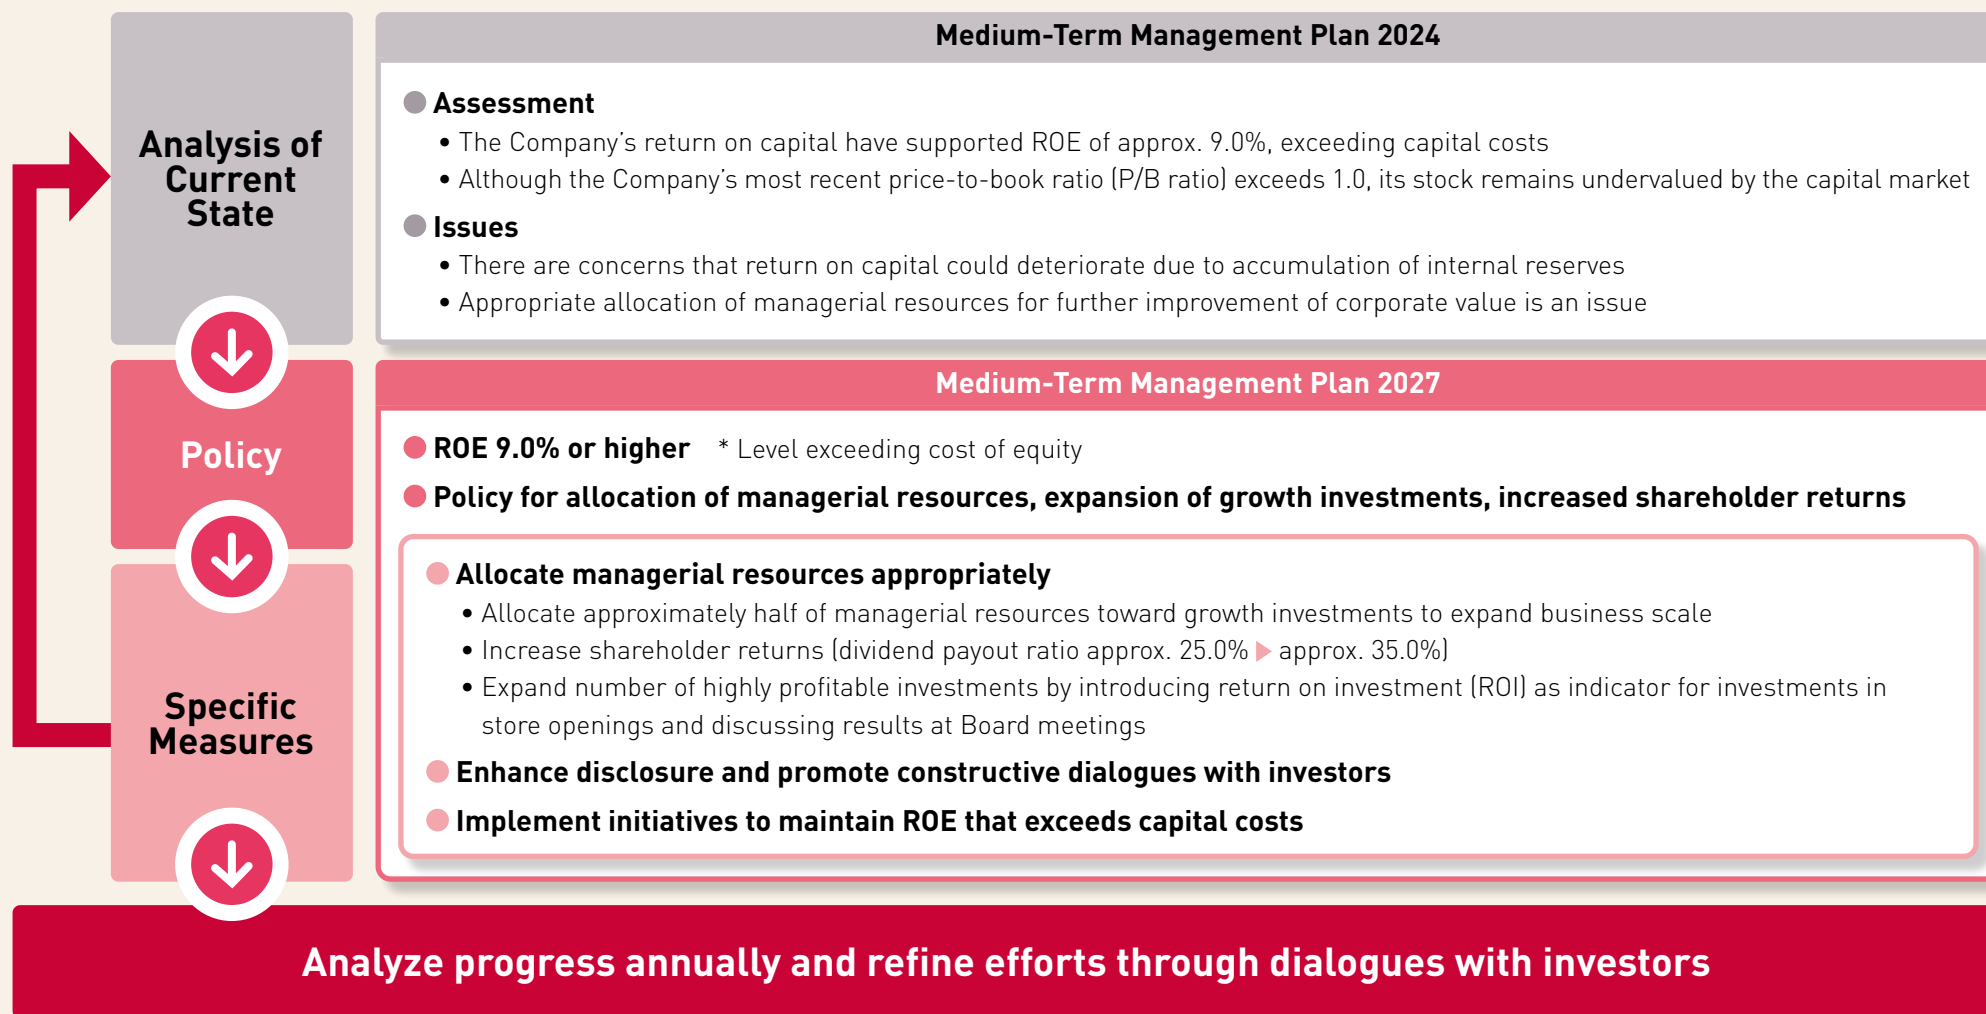 Analysis of
Current
State
Medium-Term Management Plan 2024
● Assessment
• The Company's return on capital have supported ROE of approx. 9.0%, exceeding capital costs
• Although the Company's most recent price-to-book ratio (P/B ratio) exceeds 1.0, its stock remains undervalued by the capital market
● Issues
• There are concerns that return on capital could deteriorate due to accumulation of internal reserves
• Appropriate allocation of managerial resources for further improvement of corporate value is an issue
Policy
Medium-Term Management Plan 2027
● ROE 9.0% or higher * Level exceeding cost of equity
● Policy for allocation of managerial resources, expansion of growth investments, increased shareholder returns
Specific
Measures
● Allocate managerial resources appropriately
• Allocate approximately half of managerial resources toward growth investments to expand business scale
• Increase shareholder returns (dividend payout ratio approx. 25.0% ▶ approx. 35.0%)
• Expand number of highly profitable investments by introducing return on investment (ROI) as indicator for investments in
store openings and discussing results at Board meetings
● Enhance disclosure and promote constructive dialogues with investors
● Implement initiatives to maintain ROE that exceeds capital costs
Analyze progress annually and refine efforts through dialogues with investors